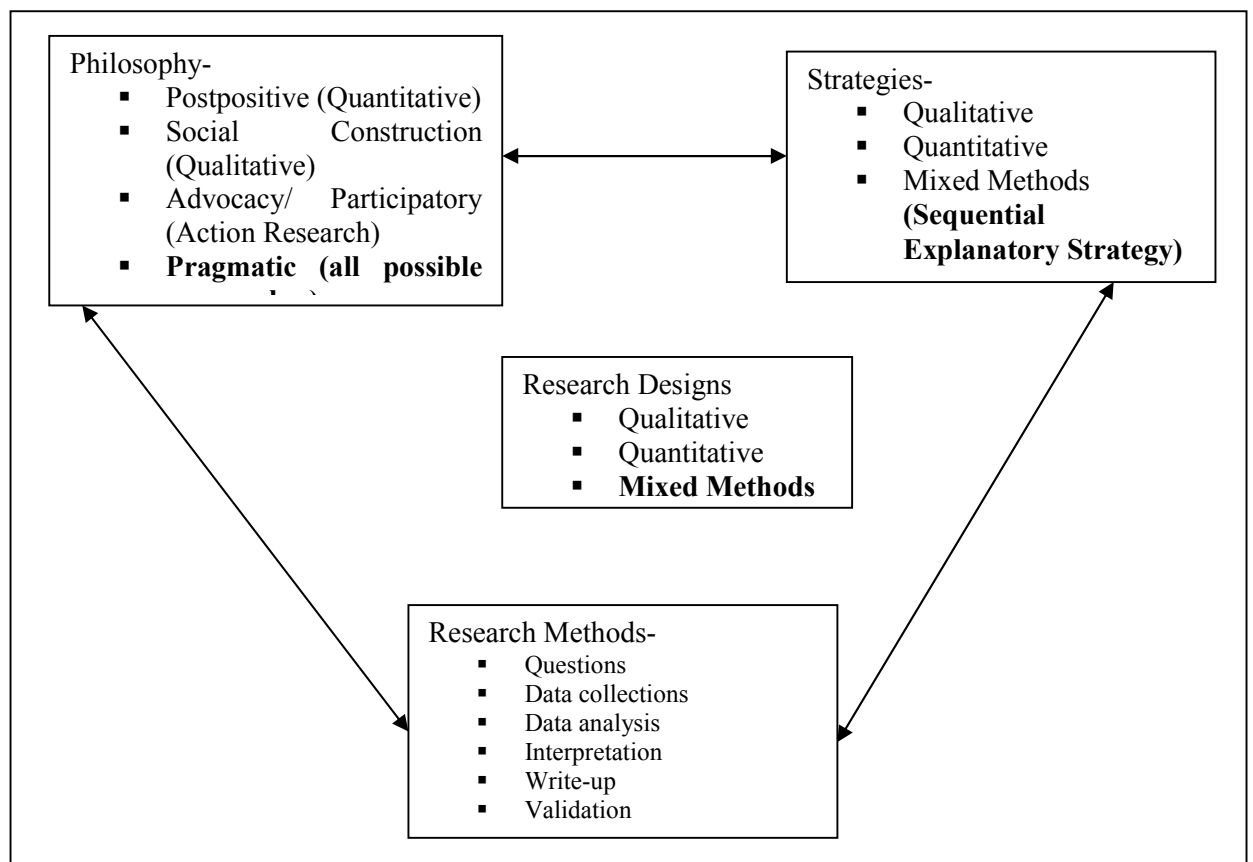 Philosophy-
▪ Postpositive (Quantitative)
▪ Social Construction
(Qualitative)
▪ Advocacy/ Participatory
(Action Research)
▪ Pragmatic (all possible
Strategies-
▪ Qualitative
▪ Quantitative
▪ Mixed Methods
(Sequential
Explanatory Strategy)
Research Designs
▪ Qualitative
▪ Quantitative
▪ Mixed Methods
Research Methods-
▪ Questions
▪ Data collections
▪ Data analysis
▪ Interpretation
▪ Write-up
▪ Validation